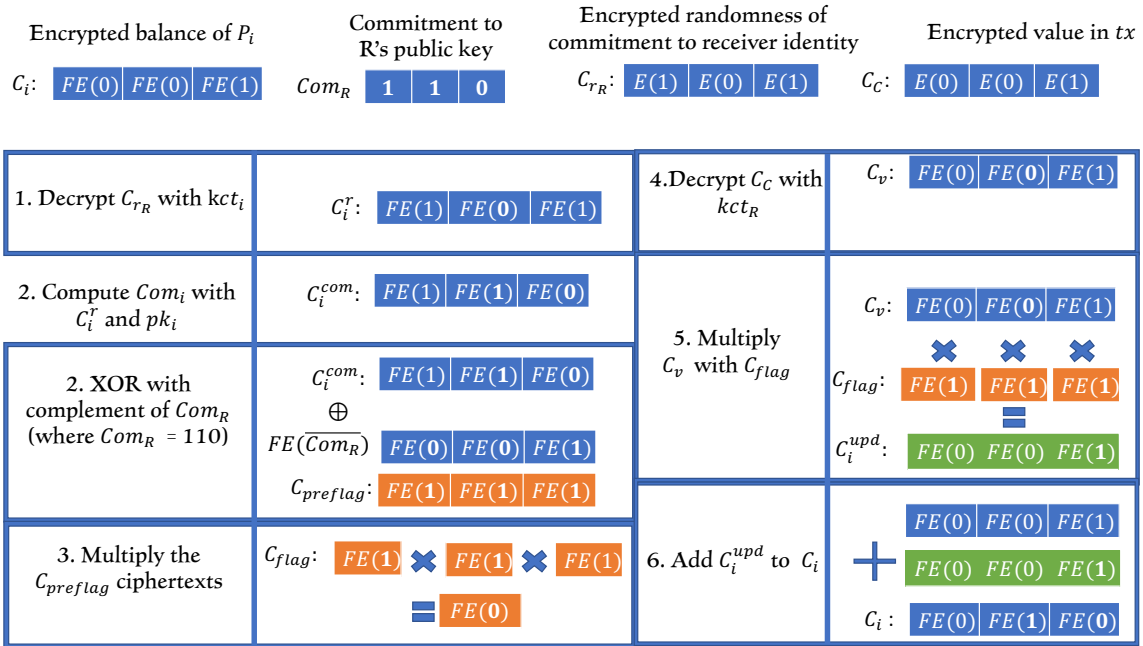 Encrypted balance of P_i
C_i: FE(0) FE(0) FE(1)
Commitment to
R's public key
Com_R 1 1 0
Encrypted randomness of
commitment to receiver identity
C_{r_R}: E(1) E(0) E(1)
Encrypted value in tx
C_C: E(0) E(0) E(1)
1. Decrypt C_{r_R} with kct_i
C_i^r: FE(1) FE(0) FE(1)
2. Compute Com_i with
C_i^r and pk_i
C_i^{com}: FE(1) FE(1) FE(0)
2. XOR with
complement of Com_R
(where Com_R = 110)
C_i^{com}: FE(1) FE(1) FE(0)
⊕
FE(\overline{Com_R}) FE(0) FE(0) FE(1)
C_{preflag}: FE(1) FE(1) FE(1)
3. Multiply the
C_{preflag} ciphertexts
C_{flag}: FE(1) × FE(1) × FE(1)
= FE(0)
4.Decrypt C_C with
kct_R
C_v: FE(0) FE(0) FE(1)
5. Multiply
C_v with C_{flag}
C_v: FE(0) FE(0) FE(1)
× × ×
C_{flag}: FE(1) FE(1) FE(1)
=
C_i^{upd}: FE(0) FE(0) FE(1)
6. Add C_i^{upd} to C_i
FE(0) FE(0) FE(1)
+
FE(0) FE(0) FE(1)
C_i: FE(0) FE(1) FE(0)